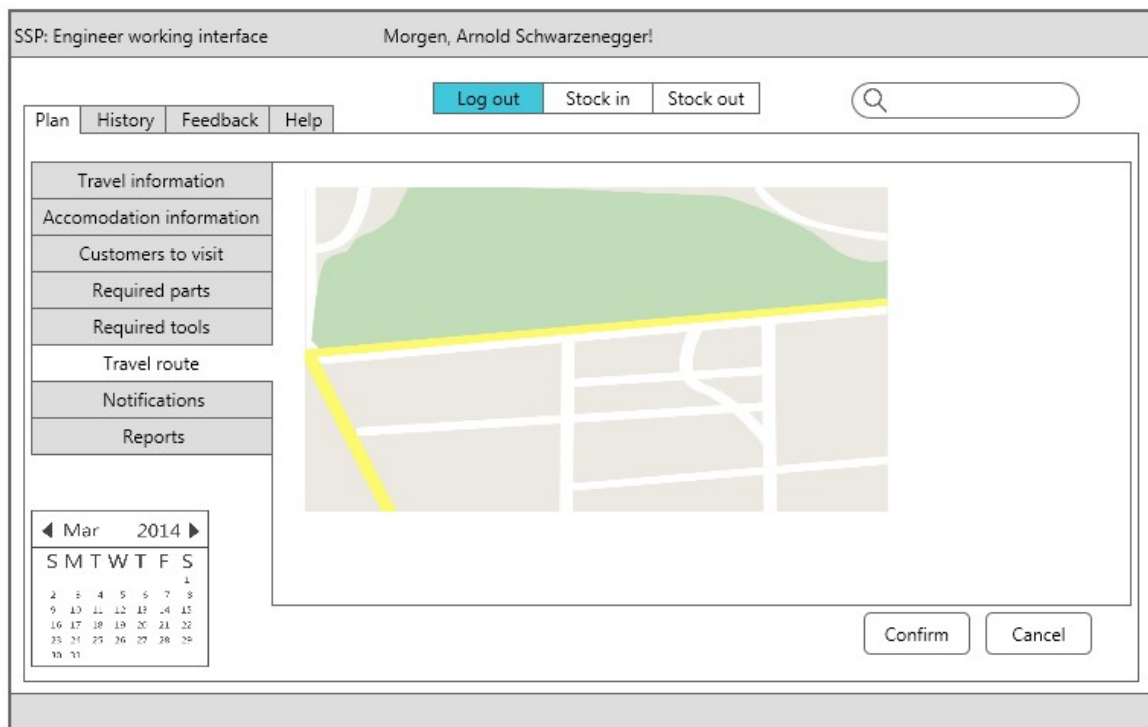 SSP: Engineer working interface Morgen, Arnold Schwarzenegger!
Log out Stock in Stock out
Plan History Feedback Help
Travel information
Accomodation information
Customers to visit
Required parts
Required tools
Travel route
Notifications
Reports
Mar 2014
S M T W T F S
1
2 3 4 5 6 7 8
9 10 11 12 13 14 15
16 17 18 19 20 21 22
23 24 25 26 27 28 29
30 31
Confirm Cancel